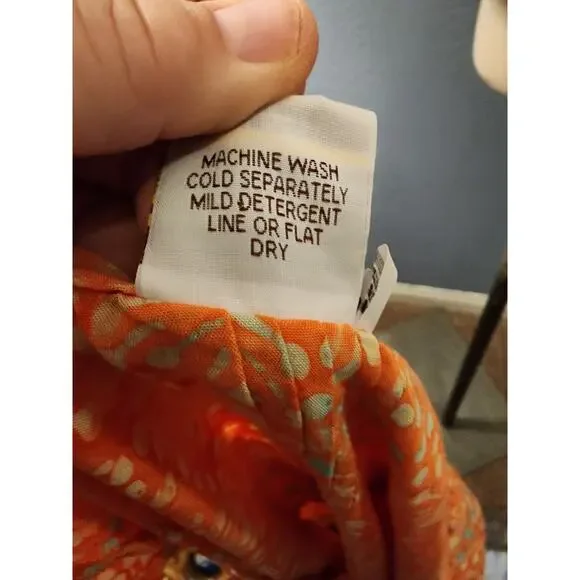 MACHINE WASH
COLD SEPARATELY
MILD DETERGENT
LINE OR FLAT
DRY